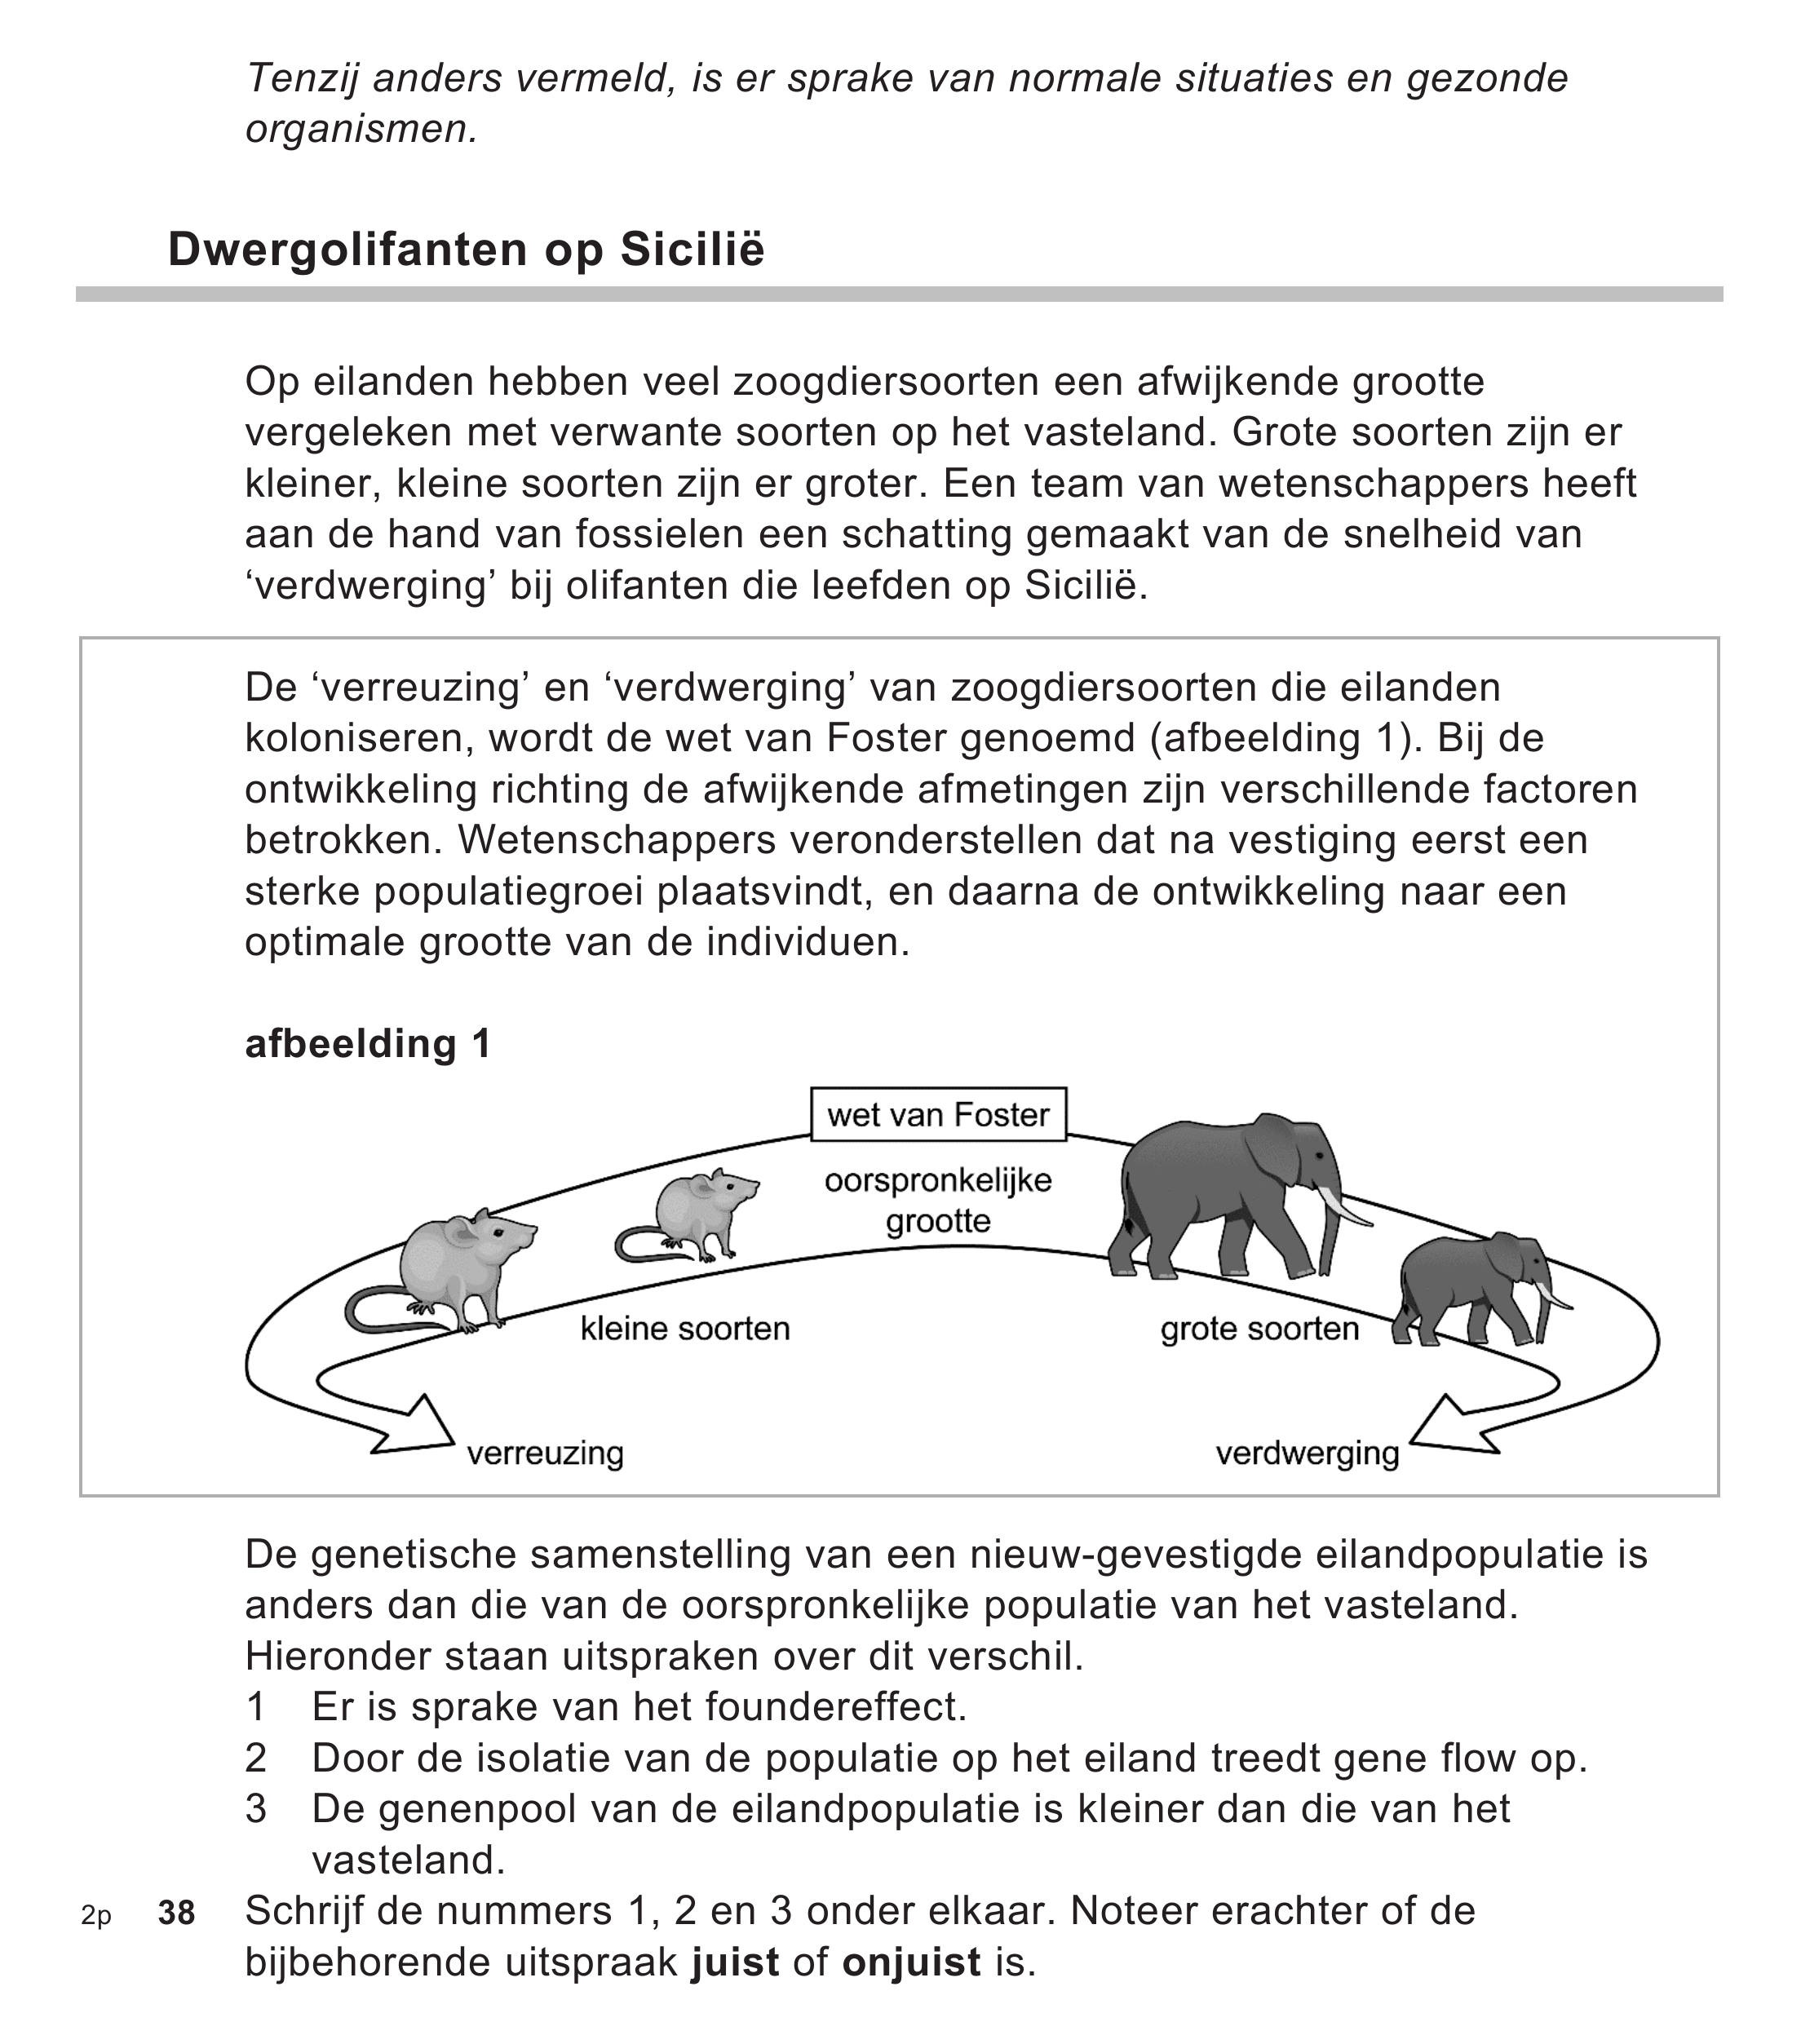 Tenzij anders vermeld, is er sprake van normale situaties en gezonde
organismen.
Dwergolifanten op Sicilië
Op eilanden hebben veel zoogdiersoorten een afwijkende grootte
vergeleken met verwante soorten op het vasteland. Grote soorten zijn er
kleiner, kleine soorten zijn er groter. Een team van wetenschappers heeft
aan de hand van fossielen een schatting gemaakt van de snelheid van
‘verdwerging’ bij olifanten die leefden op Sicilië.
De ‘verreuzing’ en ‘verdwerging’ van zoogdiersoorten die eilanden
koloniseren, wordt de wet van Foster genoemd (afbeelding 1). Bij de
ontwikkeling richting de afwijkende afmetingen zijn verschillende factoren
betrokken. Wetenschappers veronderstellen dat na vestiging eerst een
sterke populatiegroei plaatsvindt, en daarna de ontwikkeling naar een
optimale grootte van de individuen.
afbeelding 1
wet van Foster
oorspronkelijke
grootte
kleine soorten
grote soorten
verreuzing
verdwerging
De genetische samenstelling van een nieuw-gevestigde eilandpopulatie is
anders dan die van de oorspronkelijke populatie van het vasteland.
Hieronder staan uitspraken over dit verschil.
1 Er is sprake van het foundereffect.
2 Door de isolatie van de populatie op het eiland treedt gene flow op.
3 De genenpool van de eilandpopulatie is kleiner dan die van het
vasteland.
2p 38 Schrijf de nummers 1, 2 en 3 onder elkaar. Noteer erachter of de
bijbehorende uitspraak juist of onjuist is.